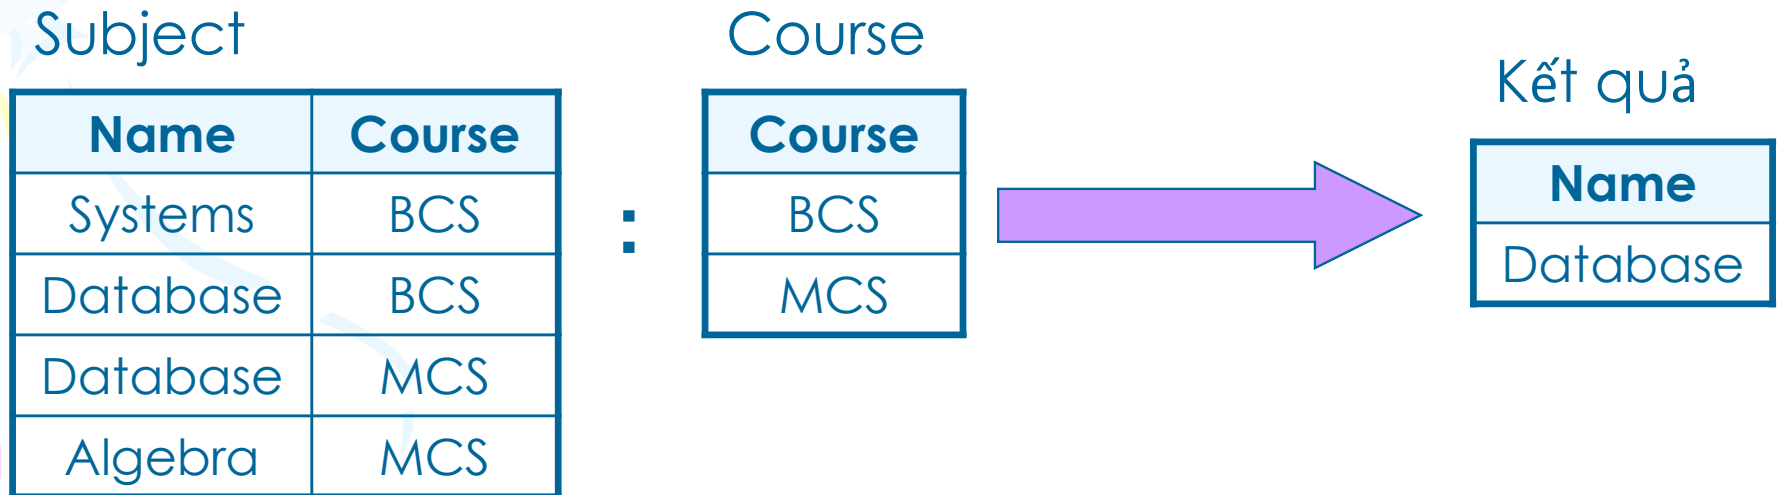 Subject
Name Course
Systems BCS
Database BCS
Database MCS
Algebra MCS
:
Course
Course
BCS
MCS
Kết quả
Name
Database